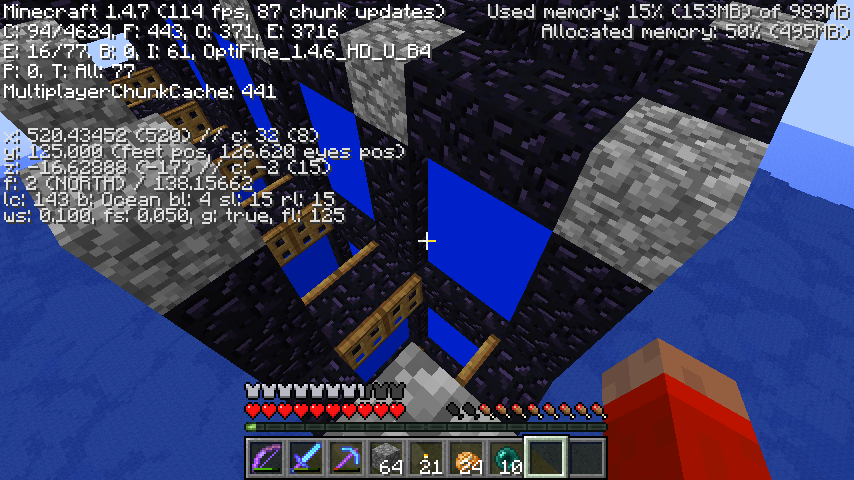 Minecraft 1.4.7 (114 fps, 87 chunk updates)
Used memory: 15% (153MB) of 989MB
C: 94/4624, F: 443, O: 371, E: 3716
Allocated memory: 50% (495MB)
E: 16/77, B: 0, I: 61, OptiFine_1.4.6_HD_U_B4
P: 0, T: All: 77
MultiplayerChunkCache: 441
x: 520.43452 (520) // c: 32 (8)
y: 125.000 (feet pos, 126.620 eyes pos)
z: -16.62888 (-17) // c: -2 (15)
f: 2 (NORTH) / 138.15662
lc: 143 b: Ocean bl: 4 sl: 15 rl: 15
ws: 0.100, fs: 0.050, g: true, fl: 125
64 21 24 10